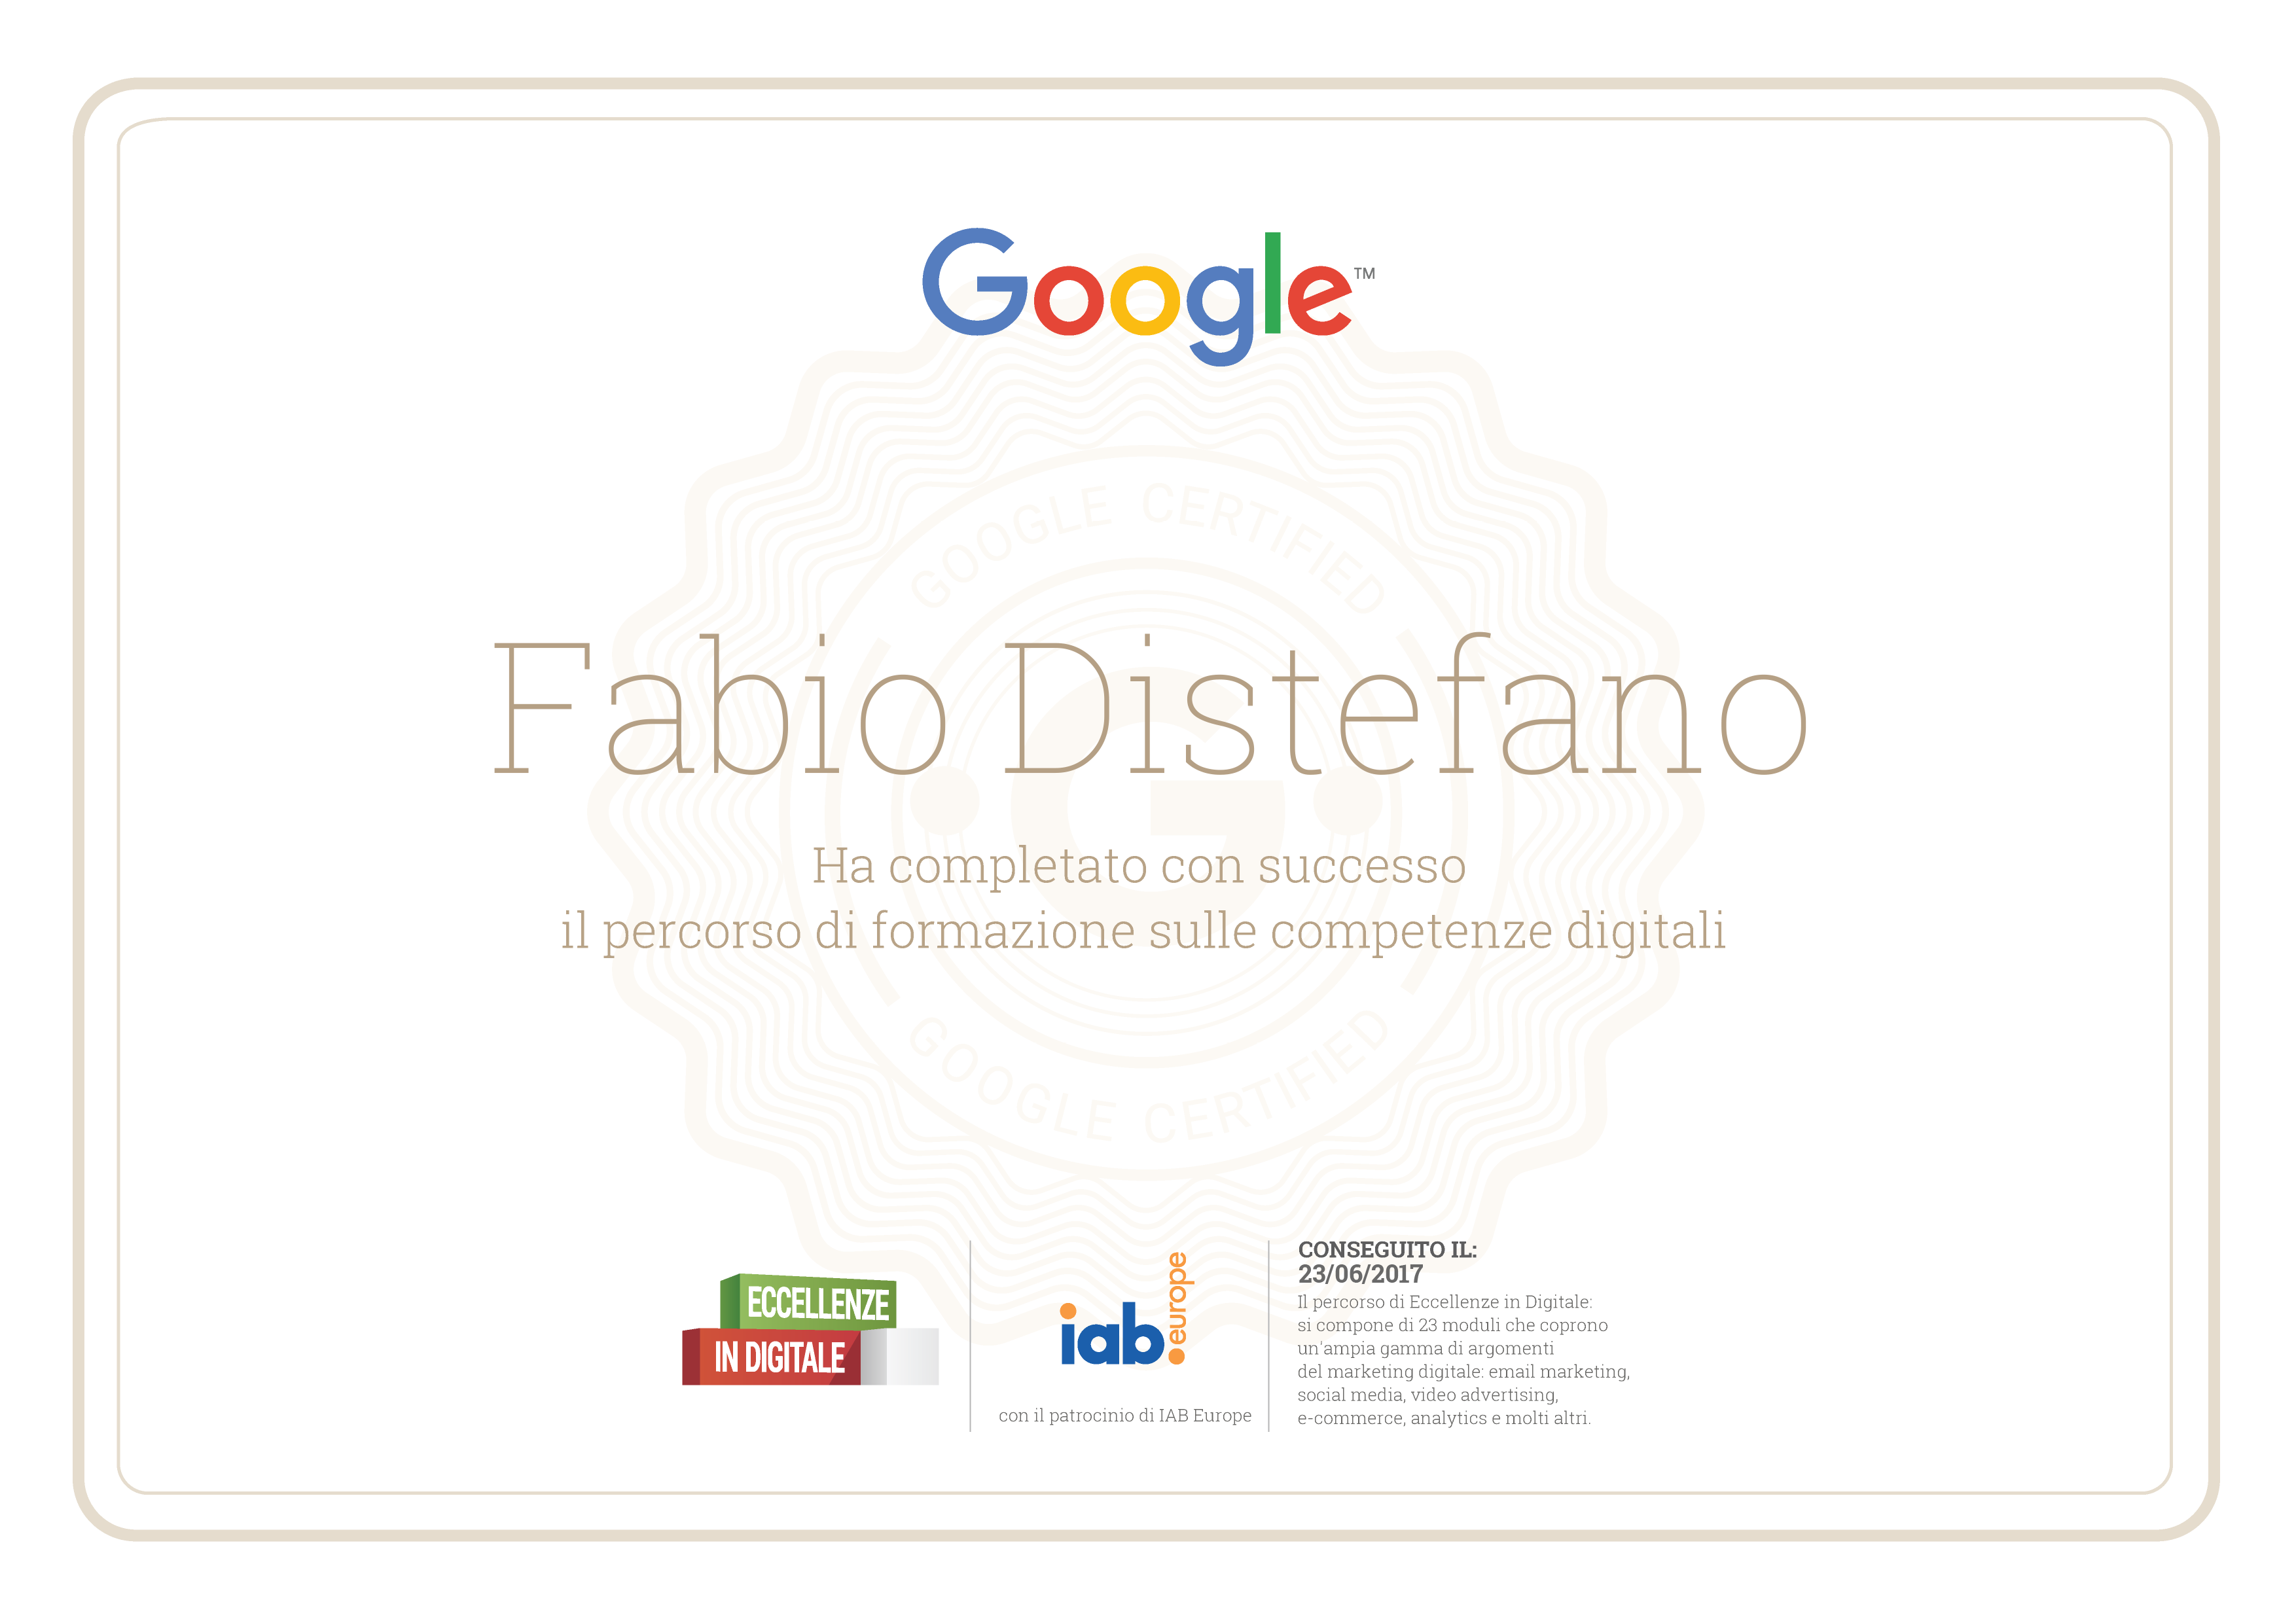 Google™
GOOGLE CERTIFIED
Fabio Distefano
Ha completato con successo
il percorso di formazione sulle competenze digitali
GOOGLE CERTIFIED
ECCELLENZE
IN DIGITALE
iab europe
con il patrocinio di IAB Europe
CONSEGUITO IL:
23/06/2017
Il percorso di Eccellenze in Digitale:
si compone di 23 moduli che coprono
un'ampia gamma di argomenti
del marketing digitale: email marketing,
social media, video advertising,
e-commerce, analytics e molti altri.